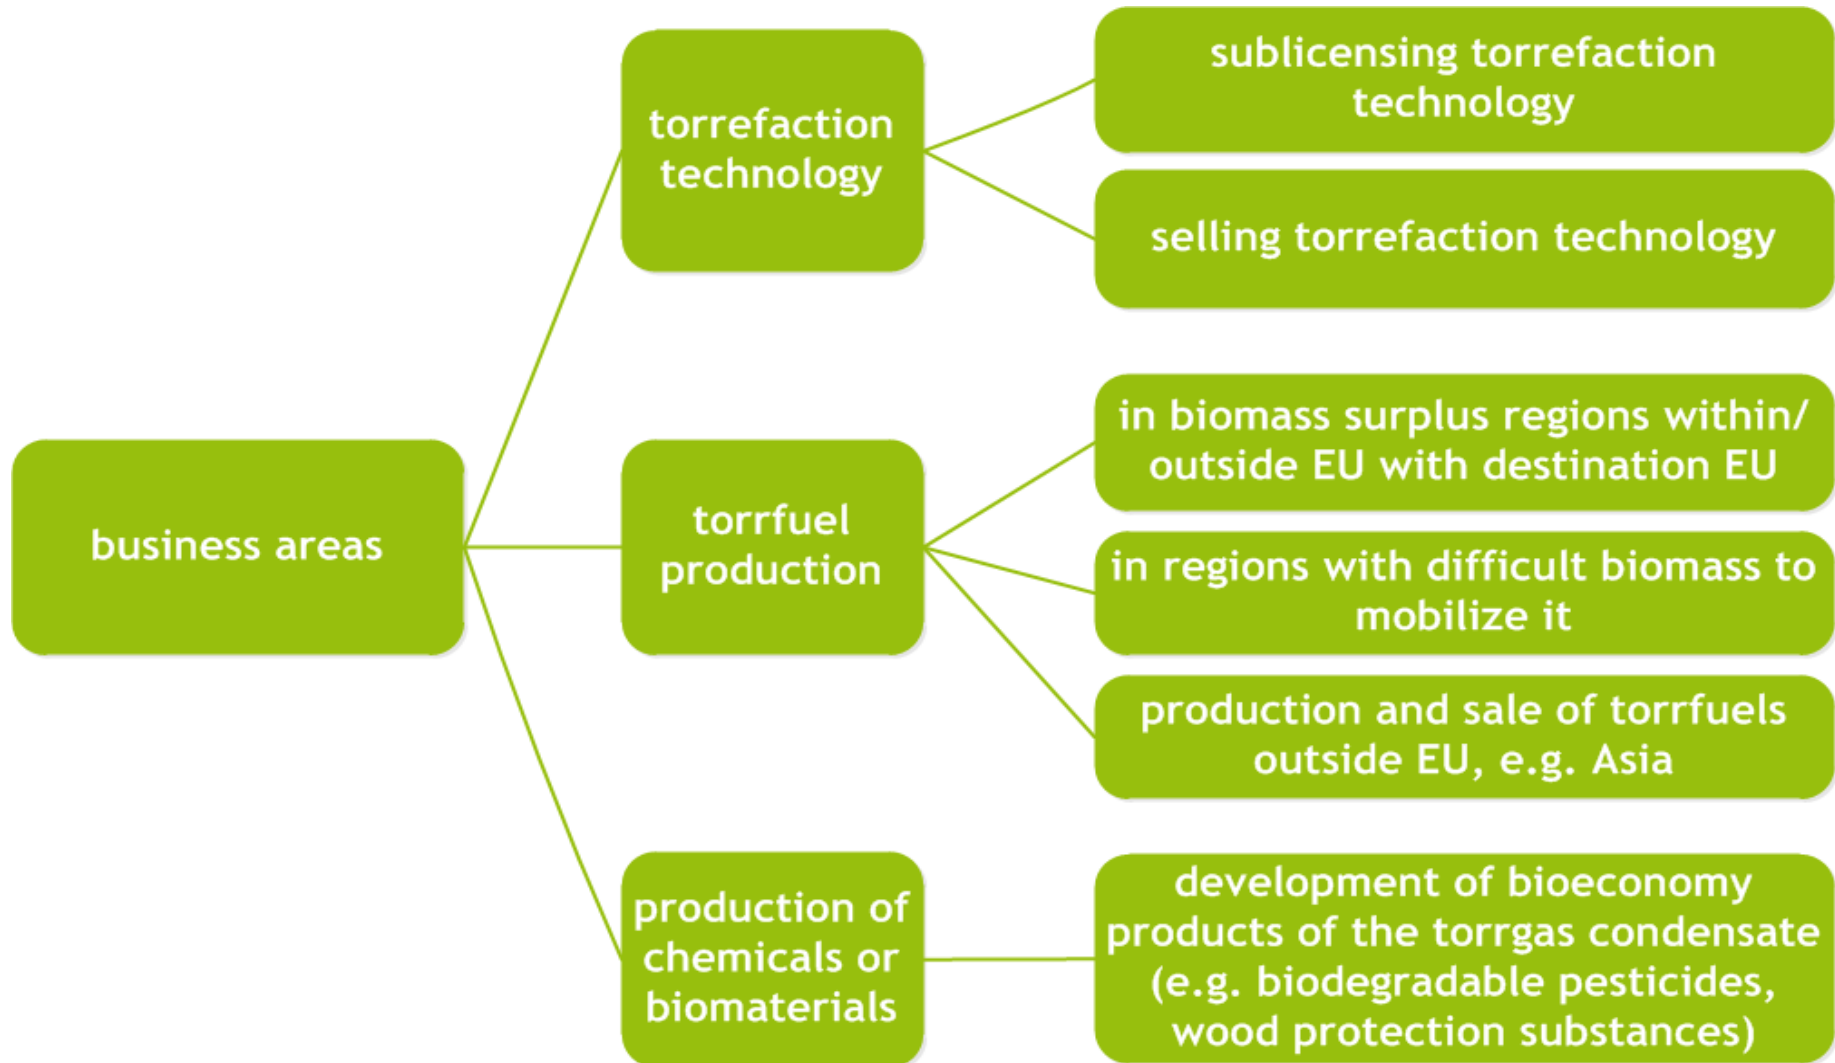 business areas
torrefaction
technology
sublicensing torrefaction
technology
selling torrefaction technology
torrfuel
production
in biomass surplus regions within/
outside EU with destination EU
in regions with difficult biomass to
mobilize it
production and sale of torrfuels
outside EU, e.g. Asia
production of
chemicals or
biomaterials
development of bioeconomy
products of the torrgas condensate
(e.g. biodegradable pesticides,
wood protection substances)